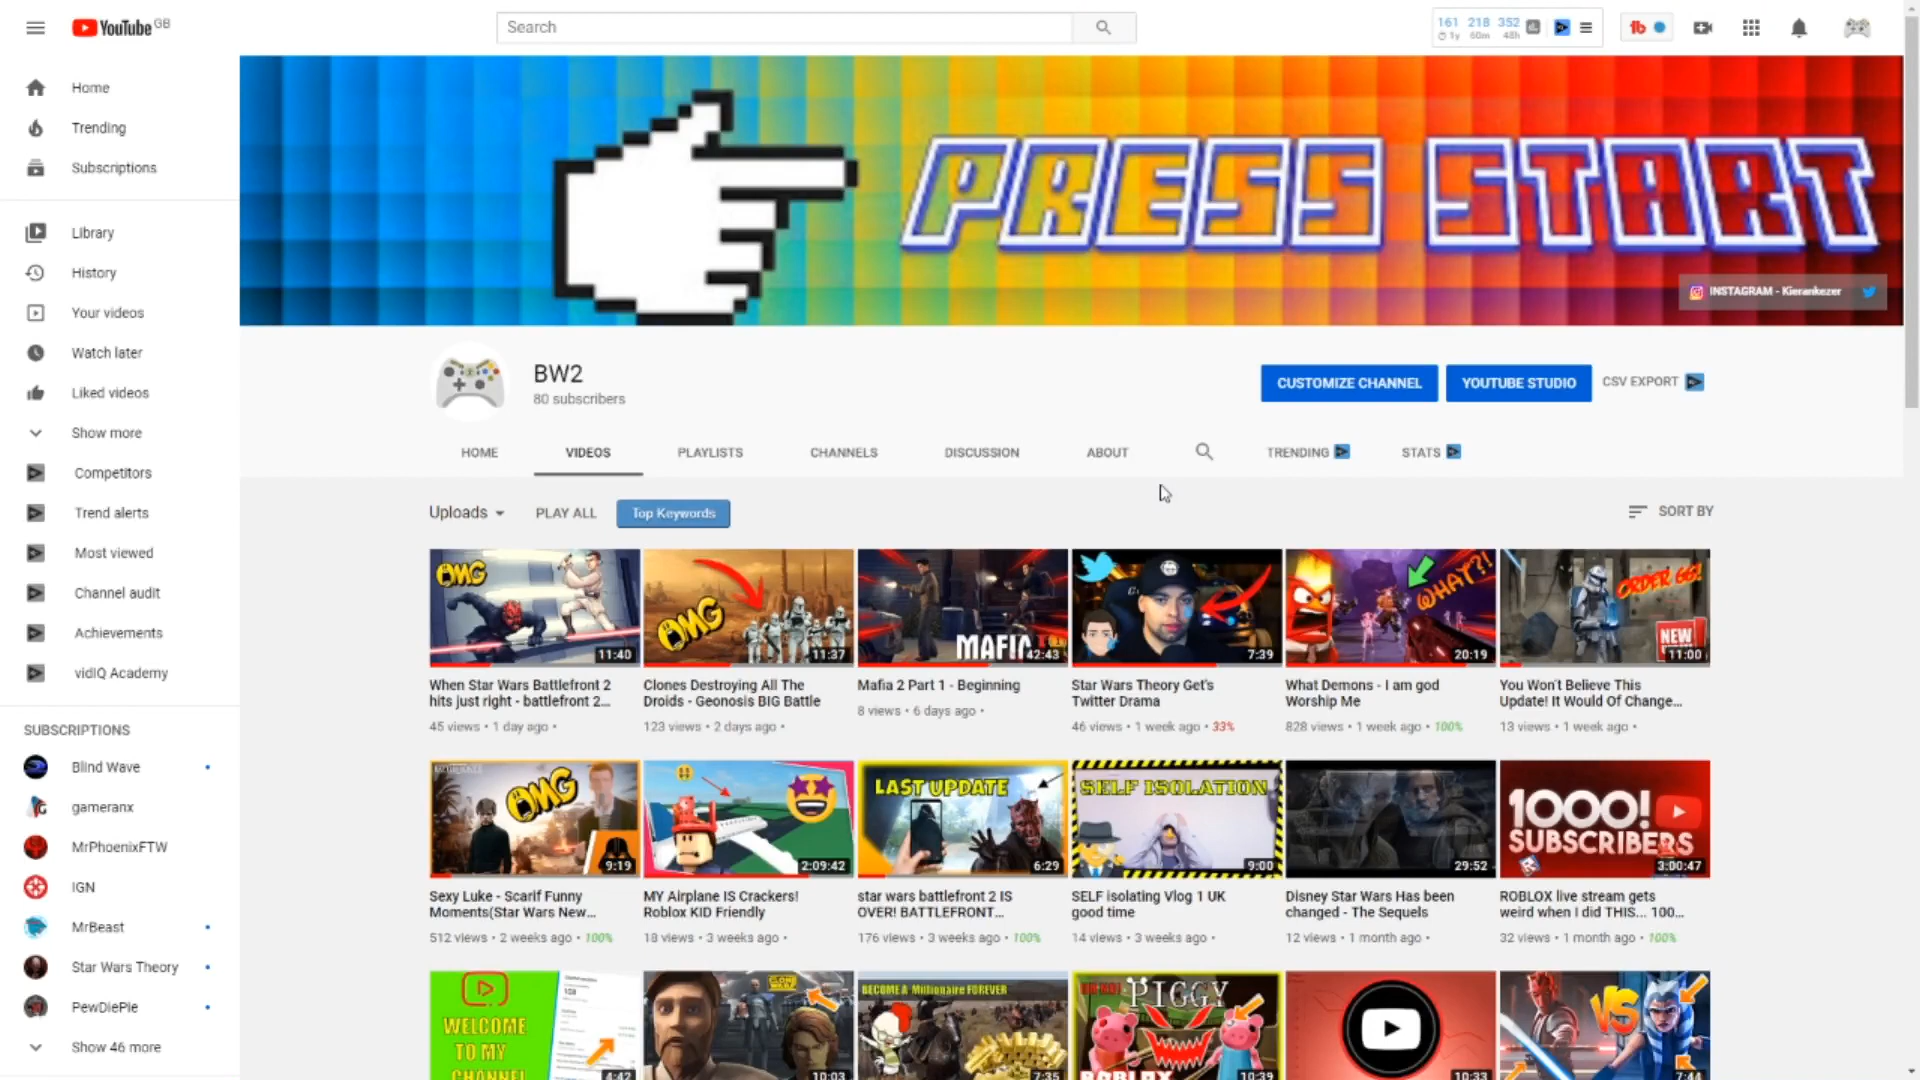 YouTube GB
Search
161 218 352
1y 60m 48h
Home
Trending
Subscriptions
Library
History
Your videos
Watch later
Liked videos
Show more
Competitors
Trend alerts
Most viewed
Channel audit
Achievements
vidIQ Academy
SUBSCRIPTIONS
Blind Wave
gameranx
MrPhoenixFTW
IGN
MrBeast
Star Wars Theory
PewDiePie
Show 46 more
PRESS START
INSTAGRAM - Kierankezer
BW2
80 subscribers
CUSTOMIZE CHANNEL
YOUTUBE STUDIO
CSV EXPORT
HOME
VIDEOS
PLAYLISTS
CHANNELS
DISCUSSION
ABOUT
TRENDING
STATS
Uploads
PLAY ALL
Top Keywords
SORT BY
OMG
11:40
When Star Wars Battlefront 2
hits just right - battlefront 2...
45 views • 1 day ago •
OMG
11:37
Clones Destroying All The
Droids - Geonosis BIG Battle
123 views • 2 days ago •
MAFIA
42:43
Mafia 2 Part 1 - Beginning
8 views • 6 days ago •
7:39
Star Wars Theory Get's
Twitter Drama
46 views • 1 week ago • 33%
WHAT?!
20:19
What Demons - I am god
Worship Me
828 views • 1 week ago • 100%
ORDER 66!
NEW
11:00
You Won't Believe This
Update! It Would Of Change...
13 views • 1 week ago •
OMG
9:19
Sexy Luke - Scarif Funny
Moments(Star Wars New...
512 views • 2 weeks ago • 100%
2:09:42
MY Airplane IS Crackers!
Roblox KID Friendly
18 views • 3 weeks ago •
LAST UPDATE
6:29
star wars battlefront 2 IS
OVER! BATTLEFRONT...
176 views • 3 weeks ago • 100%
SELF ISOLATION
9:00
SELF isolating Vlog 1 UK
good time
14 views • 3 weeks ago •
29:52
Disney Star Wars Has been
changed - The Sequels
12 views • 1 month ago •
1000!
SUBSCRIBERS
3:00:47
ROBLOX live stream gets
weird when I did THIS... 100...
32 views • 1 month ago • 100%
WELCOME
TO MY
CHANNEL
4:42
10:03
BECOME A Millionaire FOREVER
7:35
PIGGY
ROBLOX
10:39
10:33
VS
7:44